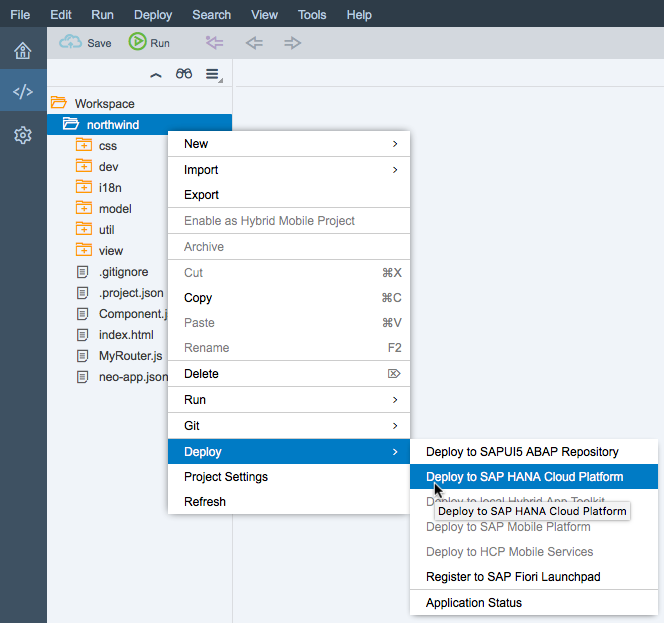 File Edit Run Deploy Search View Tools Help
Save Run
Workspace
northwind
css
dev
i18n
model
util
view
.gitignore
.project.json
Component.j
index.html
MyRouter.js
neo-app.json
New
Import
Export
Enable as Hybrid Mobile Project
Archive
Cut ⌘X
Copy ⌘C
Paste ⌘V
Rename F2
Delete ⌦
Run
Git
Deploy
Project Settings
Refresh
Deploy to SAPUI5 ABAP Repository
Deploy to SAP HANA Cloud Platform
Deploy to local Hybrid App Toolkit
Deploy to SAP HANA Cloud Platform
Deploy to SAP Mobile Platform
Deploy to HCP Mobile Services
Register to SAP Fiori Launchpad
Application Status